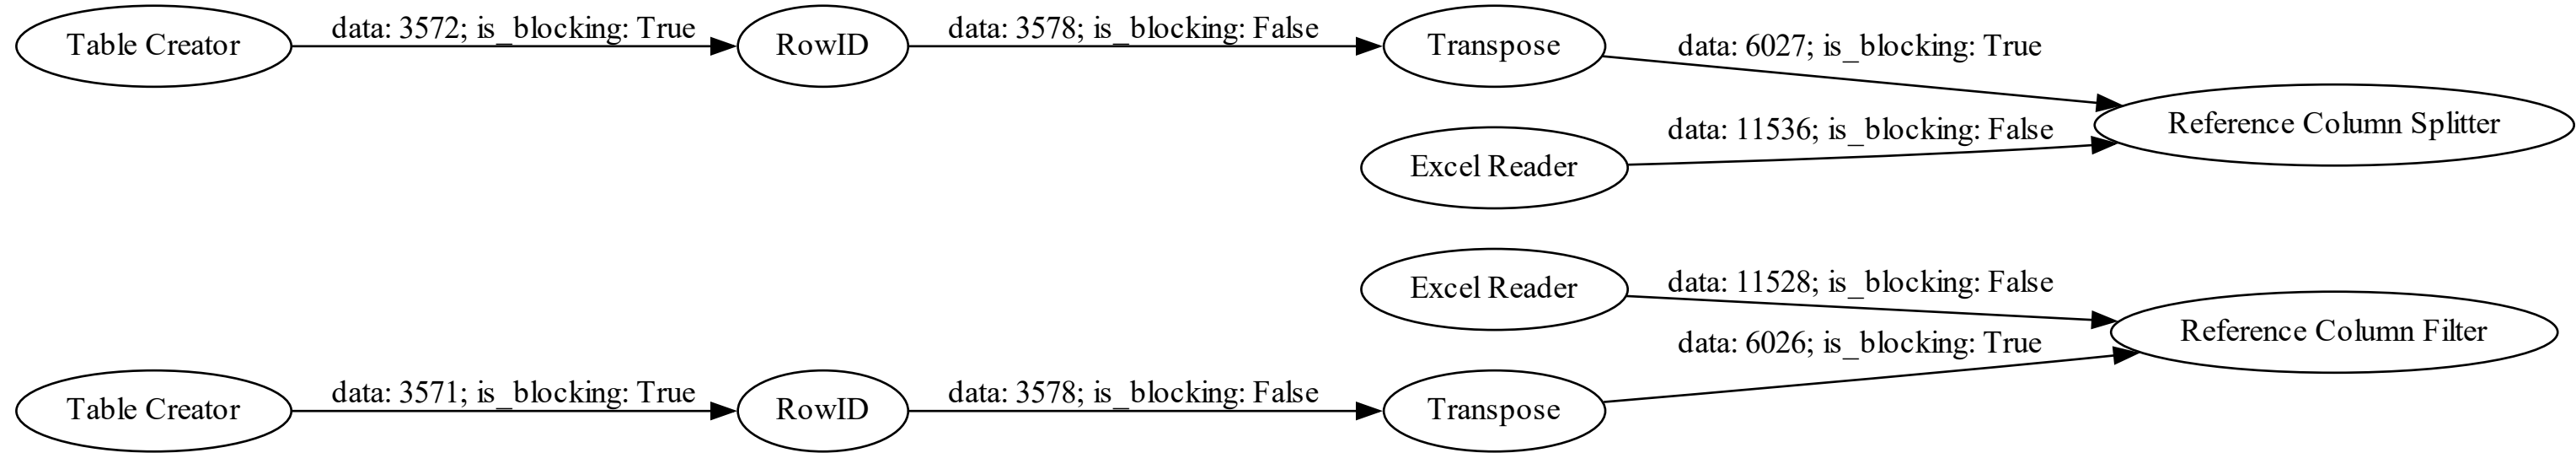 Table Creator
data: 3572; is_blocking: True
RowID
data: 3578; is_blocking: False
Transpose
data: 6027; is_blocking: True
Excel Reader
data: 11536; is_blocking: False
Reference Column Splitter
Excel Reader
data: 11528; is_blocking: False
Reference Column Filter
Table Creator
data: 3571; is_blocking: True
RowID
data: 3578; is_blocking: False
Transpose
data: 6026; is_blocking: True